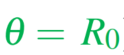 θ = R₀